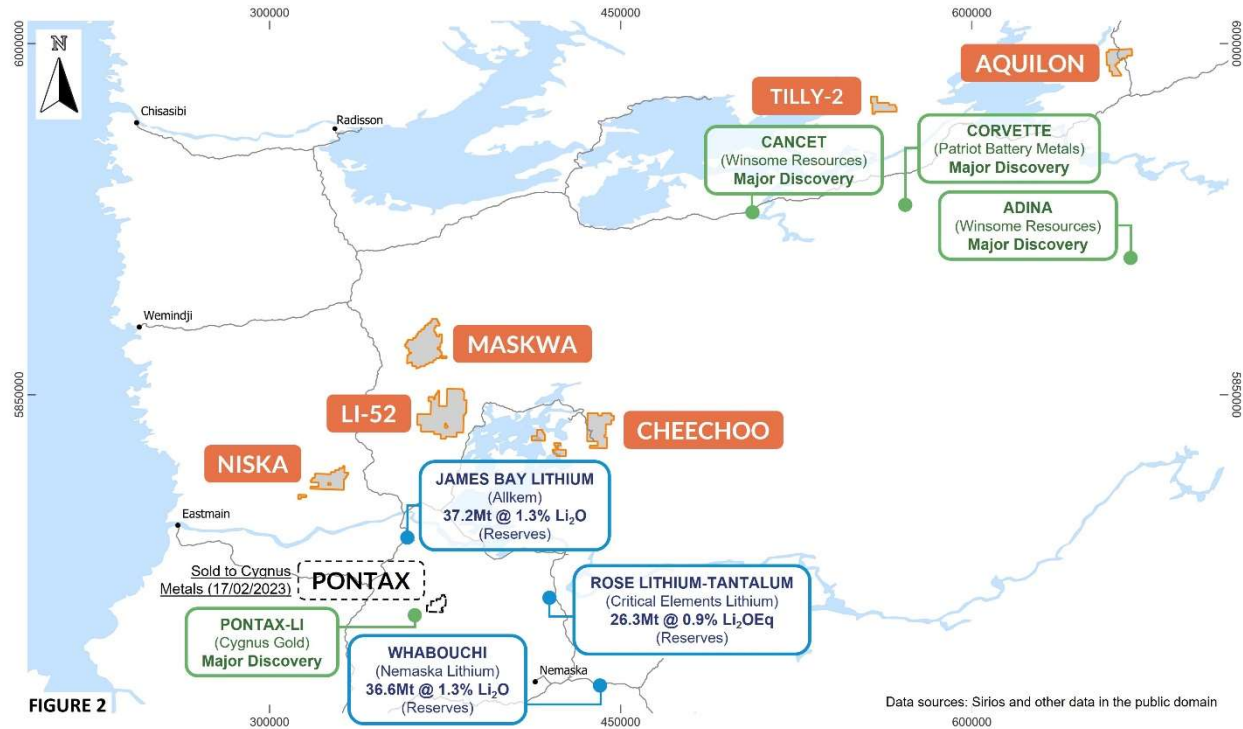 300000
450000
600000
6000000
6000000
N
Chisasibi
Radisson
AQUILON
TILLY-2
CANCET
(Winsome Resources)
Major Discovery
CORVETTE
(Patriot Battery Metals)
Major Discovery
ADINA
(Winsome Resources)
Major Discovery
Wemindji
MASKWA
5850000
5850000
LI-52
CHEECHOO
NISKA
JAMES BAY LITHIUM
(Allkem)
37.2Mt @ 1.3% Li₂O
(Reserves)
Eastmain
Sold to Cygnus
Metals (17/02/2023)
PONTAX
ROSE LITHIUM-TANTALUM
(Critical Elements Lithium)
26.3Mt @ 0.9% Li₂OEq
(Reserves)
PONTAX-LI
(Cygnus Gold)
Major Discovery
WHABOUCHI
(Nemaska Lithium)
36.6Mt @ 1.3% Li₂O
(Reserves)
Nemaska
FIGURE 2
Data sources: Sirios and other data in the public domain
300000
450000
600000